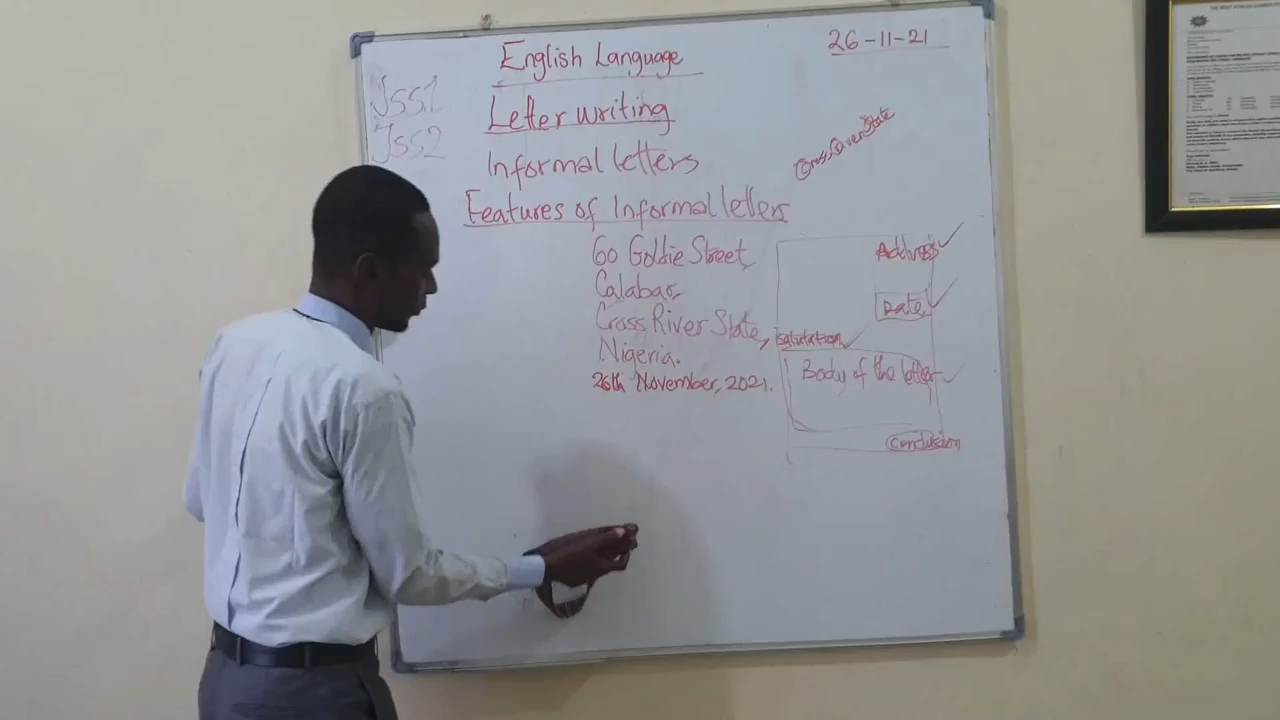 English Language
26-11-21
Jss1
Jss2
Letter writing
Informal letters
Cross River State
Features of Informal letters
60 Goldie Street,
Calabar,
Cross River State,
Nigeria.
26th November, 2021.
Address
Date
Salutation
Body of the letter
Conclusion